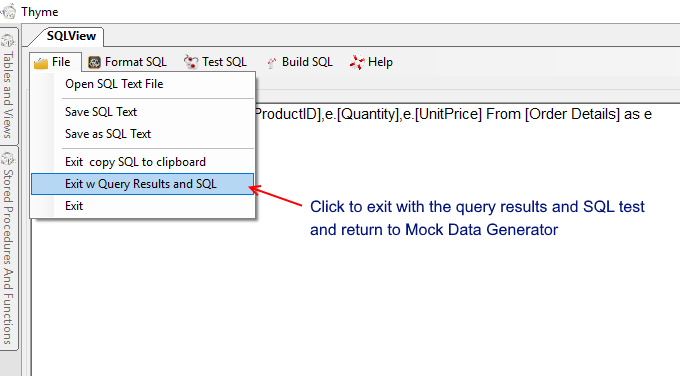 Thyme
SQLView
File Format SQL Test SQL Build SQL Help
Open SQL Text File
Save SQL Text
Save as SQL Text
Exit copy SQL to clipboard
Exit w Query Results and SQL
Exit
ProductID],e.[Quantity],e.[UnitPrice] From [Order Details] as e
Click to exit with the query results and SQL test
and return to Mock Data Generator
Tables and Views
Stored Procedures And Functions